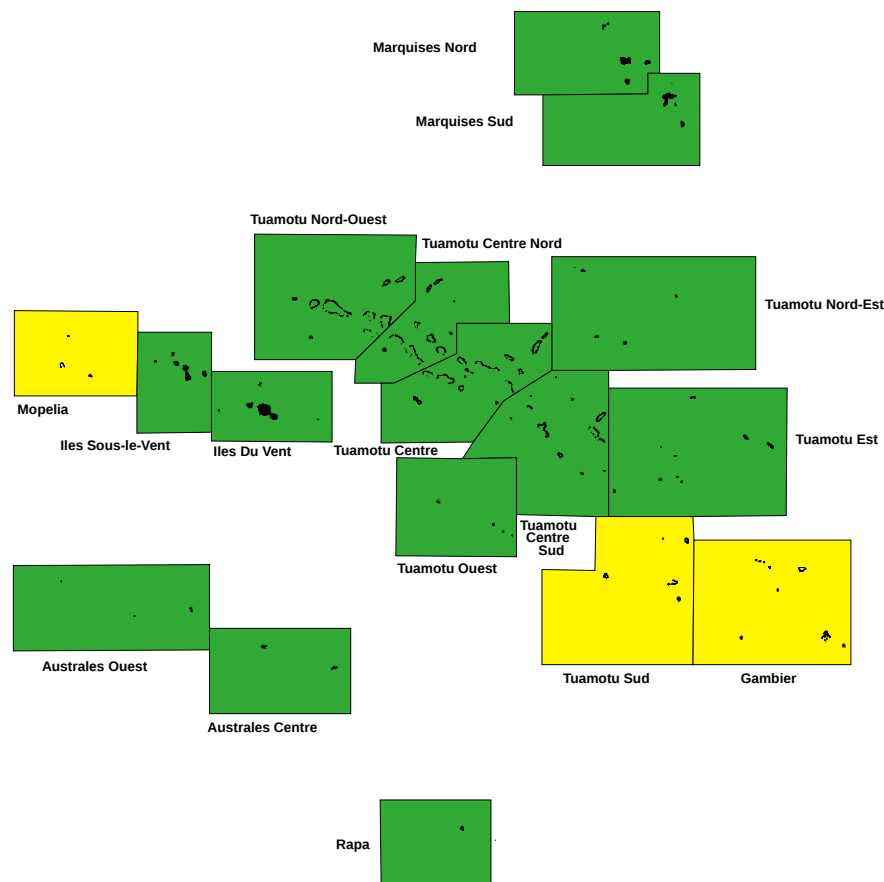 Marquises Nord
Marquises Sud
Tuamotu Nord-Ouest
Tuamotu Centre Nord
Tuamotu Nord-Est
Mopelia
Iles Sous-le-Vent
Iles Du Vent
Tuamotu Centre
Tuamotu Est
Tuamotu
Centre
Sud
Tuamotu Ouest
Australes Ouest
Tuamotu Sud
Gambier
Australes Centre
Rapa